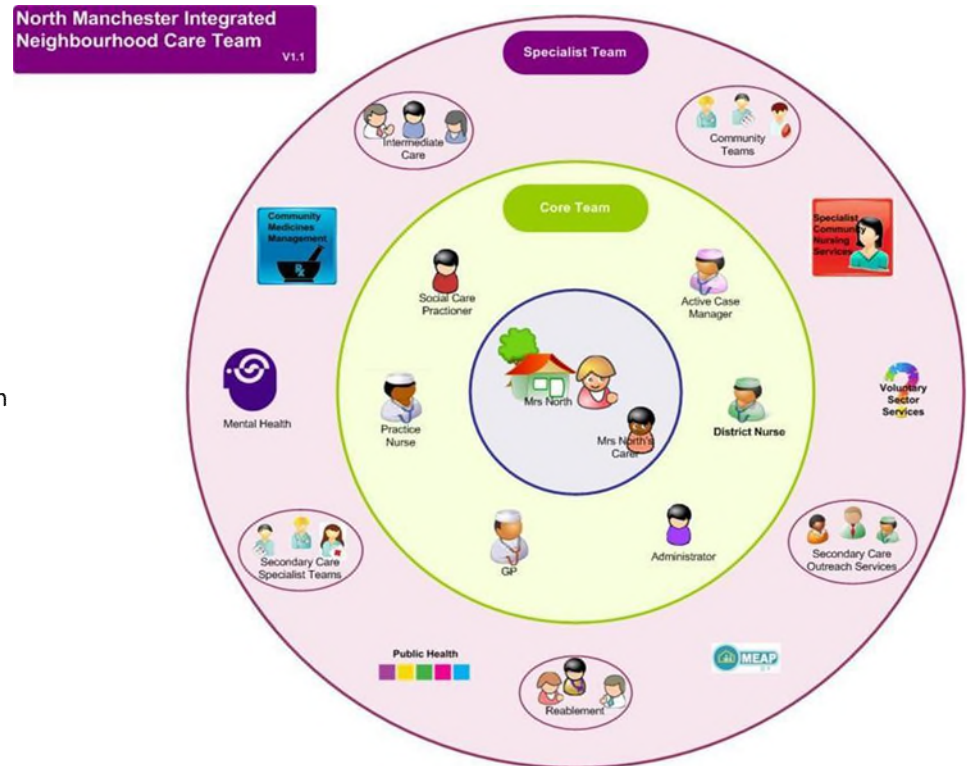 North Manchester Integrated
Neighbourhood Care Team
V1.1
Specialist Team
Intermediate
Care
Community
Teams
Core Team
Community
Medicines
Management
Specialist
Community
Nursing
Services
Social Care
Practioner
Active Case
Manager
Mrs North
Mental Health
Practice
Nurse
Mrs North's
Carer
District Nurse
Voluntary
Sector
Services
Secondary Care
Specialist Teams
GP
Administrator
Secondary Care
Outreach Services
Public Health
MEAP
Reablement